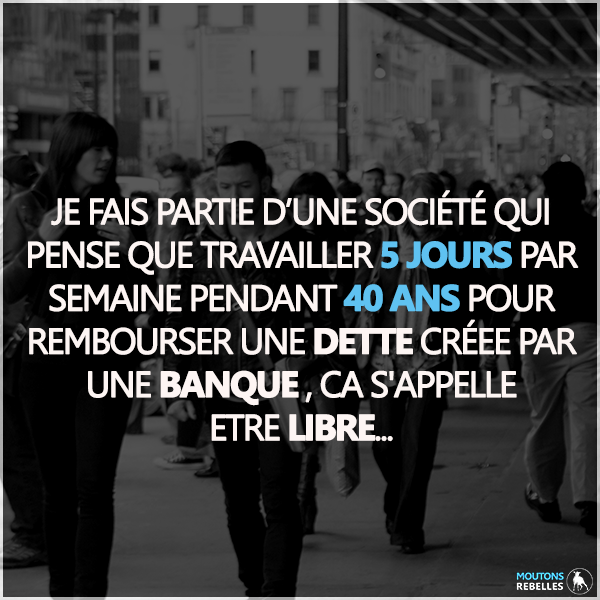 JE FAIS PARTIE D’UNE SOCIÉTÉ QUI
PENSE QUE TRAVAILLER 5 JOURS PAR
SEMAINE PENDANT 40 ANS POUR
REMBOURSER UNE DETTE CRÉEE PAR
UNE BANQUE , CA S'APPELLE
ETRE LIBRE...
MOUTONS
REBELLES